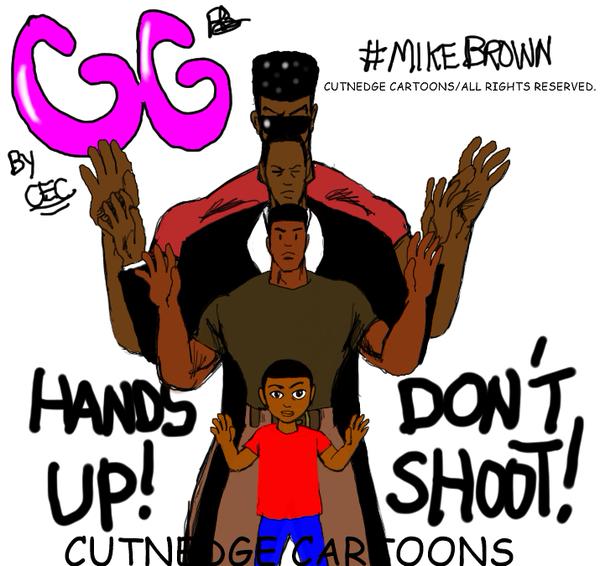 GG
#MIKEBROWN
CUTNEDGE CARTOONS/ALL RIGHTS RESERVED.
BY
CEC
HANDS
UP!
DON'T
SHOOT!
CUTNEDGE CARTOONS